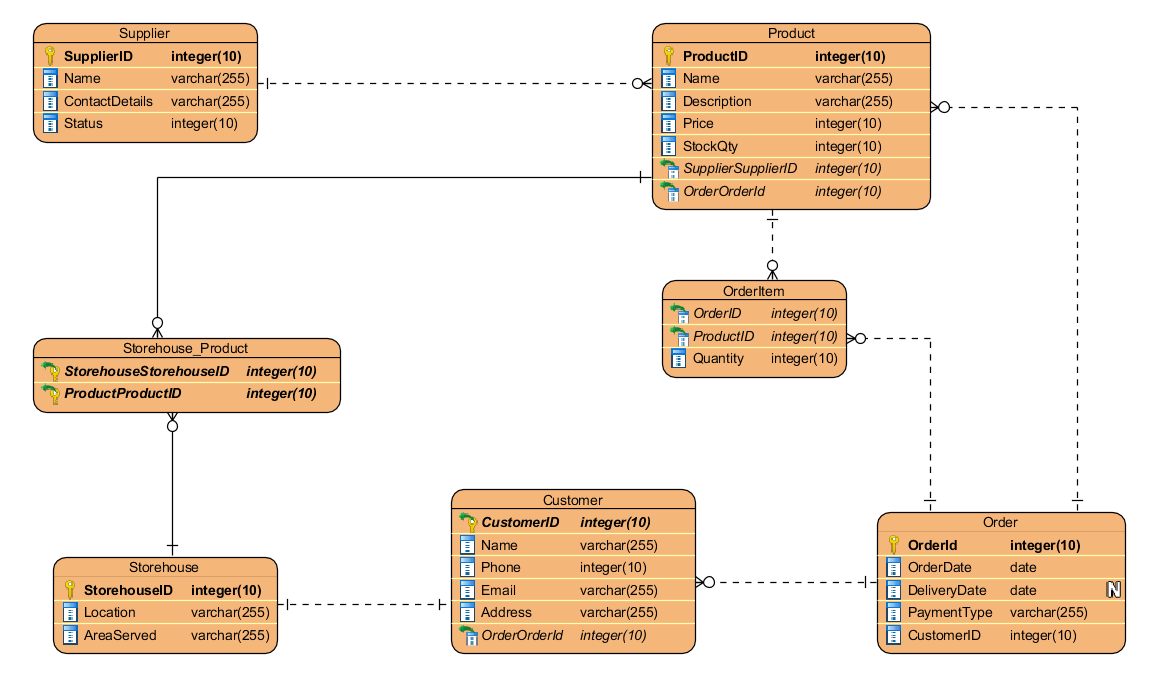 Supplier
SupplierID integer(10)
Name varchar(255)
ContactDetails varchar(255)
Status integer(10)
Product
ProductID integer(10)
Name varchar(255)
Description varchar(255)
Price integer(10)
StockQty integer(10)
SupplierSupplierID integer(10)
OrderOrderId integer(10)
OrderItem
OrderID integer(10)
ProductID integer(10)
Quantity integer(10)
Storehouse_Product
StorehouseStorehouseID integer(10)
ProductProductID integer(10)
Storehouse
StorehouseID integer(10)
Location varchar(255)
AreaServed varchar(255)
Customer
CustomerID integer(10)
Name varchar(255)
Phone integer(10)
Email varchar(255)
Address varchar(255)
OrderOrderId integer(10)
Order
OrderId integer(10)
OrderDate date
DeliveryDate date N
PaymentType varchar(255)
CustomerID integer(10)